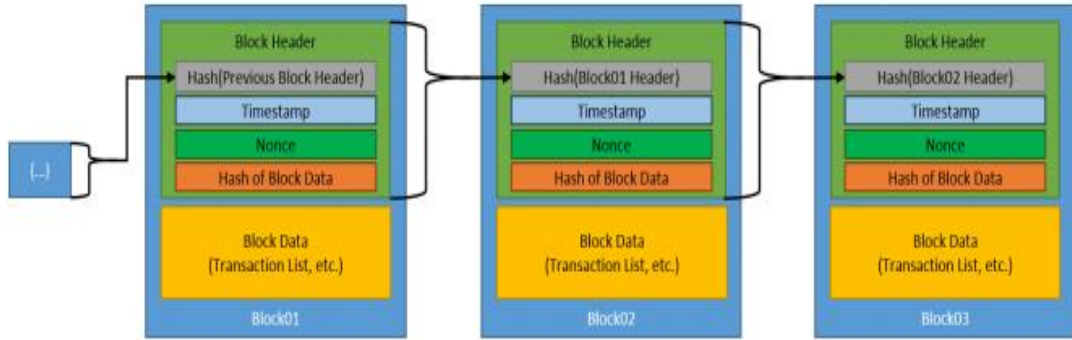 (...)
Block Header
Hash(Previous Block Header)
Timestamp
Nonce
Hash of Block Data
Block Data
(Transaction List, etc.)
Block01
Block Header
Hash(Block01 Header)
Timestamp
Nonce
Hash of Block Data
Block Data
(Transaction List, etc.)
Block02
Block Header
Hash(Block02 Header)
Timestamp
Nonce
Hash of Block Data
Block Data
(Transaction List, etc.)
Block03